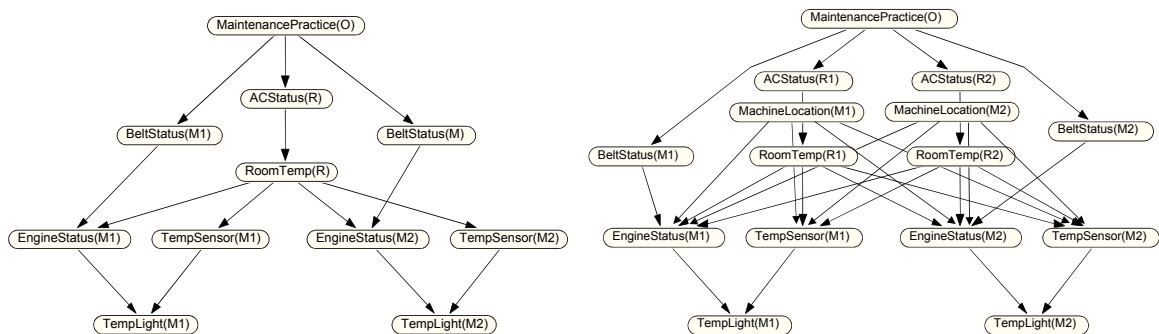 MaintenancePractice(O)
ACStatus(R)
BeltStatus(M1)
BeltStatus(M)
RoomTemp(R)
EngineStatus(M1)
TempSensor(M1)
EngineStatus(M2)
TempSensor(M2)
TempLight(M1)
TempLight(M2)
MaintenancePractice(O)
ACStatus(R1)
ACStatus(R2)
MachineLocation(M1)
MachineLocation(M2)
BeltStatus(M2)
BeltStatus(M1)
RoomTemp(R1)
RoomTemp(R2)
EngineStatus(M1)
TempSensor(M1)
EngineStatus(M2)
TempSensor(M2)
TempLight(M1)
TempLight(M2)